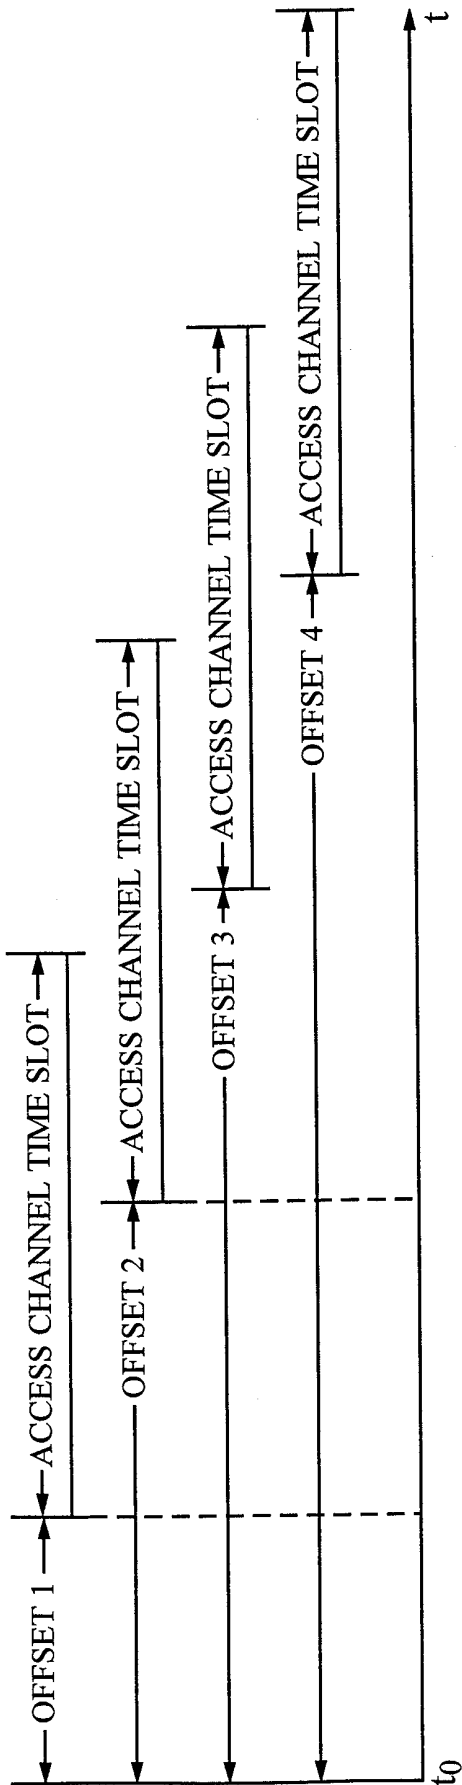 OFFSET 1
ACCESS CHANNEL TIME SLOT
OFFSET 2
ACCESS CHANNEL TIME SLOT
OFFSET 3
ACCESS CHANNEL TIME SLOT
OFFSET 4
ACCESS CHANNEL TIME SLOT
t0
t